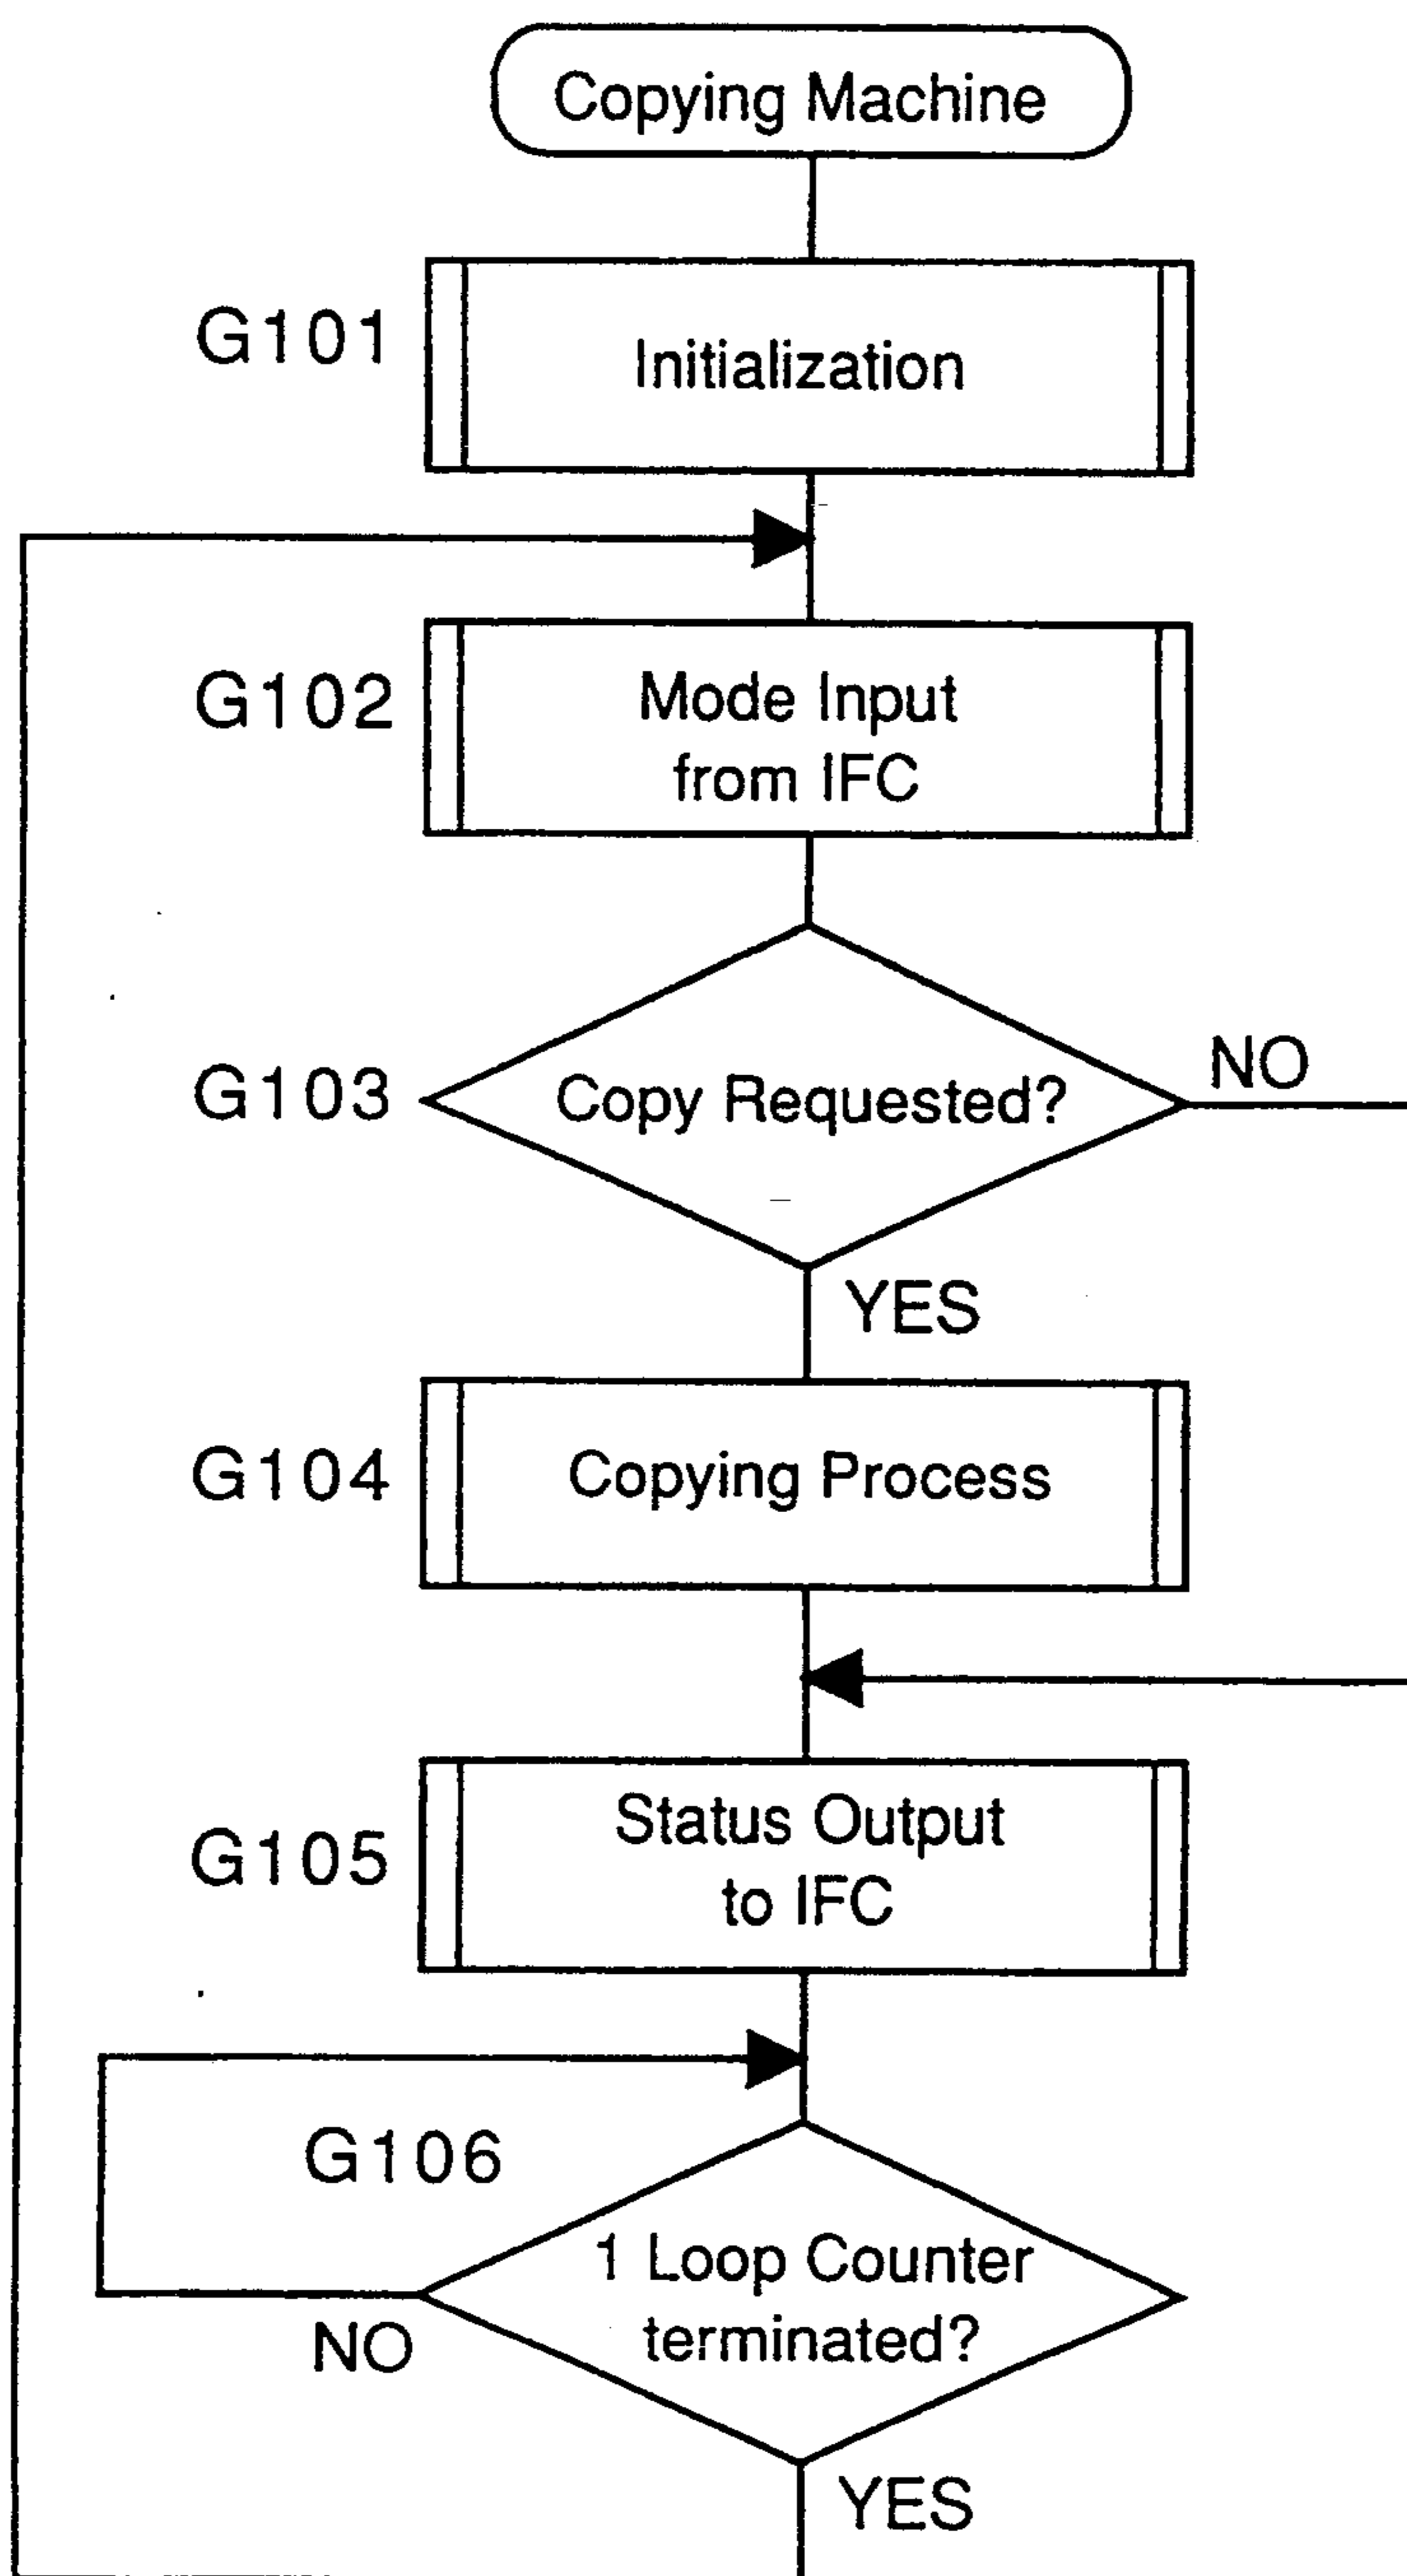 Copying Machine
G101
Initialization
G102
Mode Input
from IFC
G103
Copy Requested?
NO
YES
G104
Copying Process
G105
Status Output
to IFC
G106
1 Loop Counter
terminated?
NO
YES